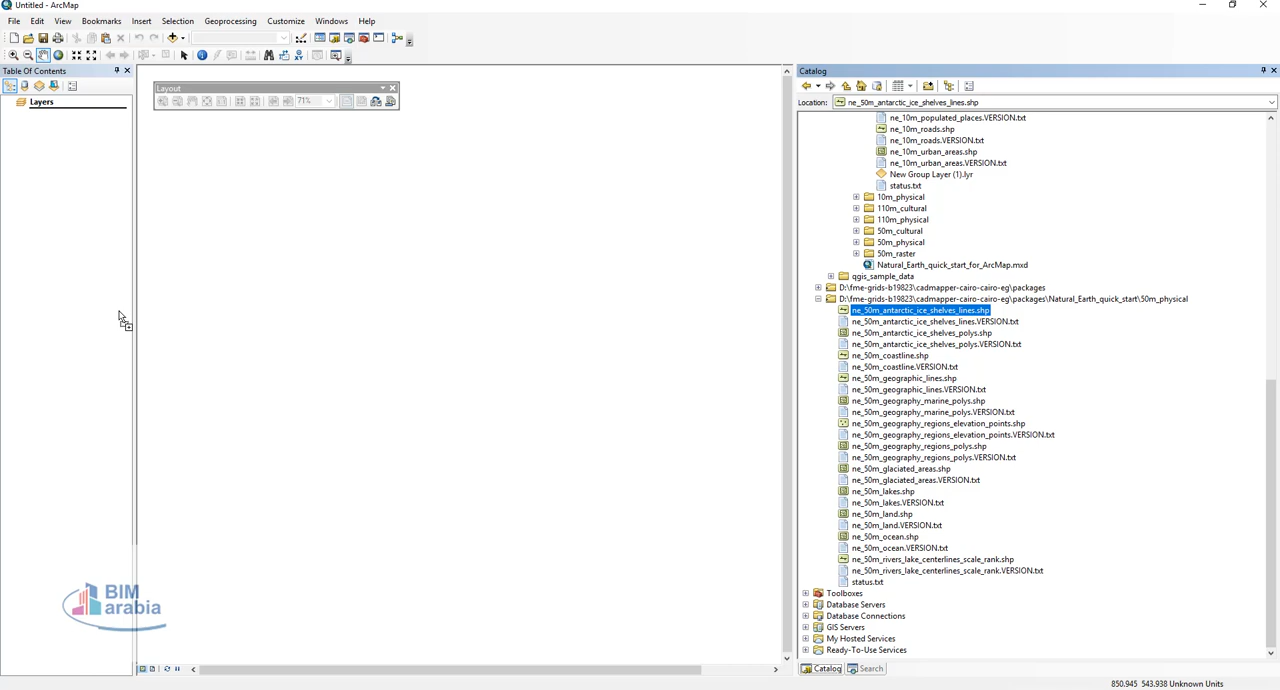 Untitled - ArcMap
File Edit View Bookmarks Insert Selection Geoprocessing Customize Windows Help
Table Of Contents
Layers
Layout
71%
Catalog
Location: ne_50m_antarctic_ice_shelves_lines.shp
ne_10m_populated_places.VERSION.txt
ne_10m_roads.shp
ne_10m_roads.VERSION.txt
ne_10m_urban_areas.shp
ne_10m_urban_areas.VERSION.txt
New Group Layer (1).lyr
status.txt
10m_physical
110m_cultural
110m_physical
50m_cultural
50m_physical
50m_raster
Natural_Earth_quick_start_for_ArcMap.mxd
qgis_sample_data
D:\fme-grids-b19823\cadmapper-cairo-cairo-eg\packages
D:\fme-grids-b19823\cadmapper-cairo-cairo-eg\packages\Natural_Earth_quick_start\50m_physical
ne_50m_antarctic_ice_shelves_lines.shp
ne_50m_antarctic_ice_shelves_lines.VERSION.txt
ne_50m_antarctic_ice_shelves_polys.shp
ne_50m_antarctic_ice_shelves_polys.VERSION.txt
ne_50m_coastline.shp
ne_50m_coastline.VERSION.txt
ne_50m_geographic_lines.shp
ne_50m_geographic_lines.VERSION.txt
ne_50m_geography_marine_polys.shp
ne_50m_geography_marine_polys.VERSION.txt
ne_50m_geography_regions_elevation_points.shp
ne_50m_geography_regions_elevation_points.VERSION.txt
ne_50m_geography_regions_polys.shp
ne_50m_geography_regions_polys.VERSION.txt
ne_50m_glaciated_areas.shp
ne_50m_glaciated_areas.VERSION.txt
ne_50m_lakes.shp
ne_50m_lakes.VERSION.txt
ne_50m_land.shp
ne_50m_land.VERSION.txt
ne_50m_ocean.shp
ne_50m_ocean.VERSION.txt
ne_50m_rivers_lake_centerlines_scale_rank.shp
ne_50m_rivers_lake_centerlines_scale_rank.VERSION.txt
status.txt
Toolboxes
Database Servers
Database Connections
GIS Servers
My Hosted Services
Ready-To-Use Services
BIM
arabia
Catalog Search
850.945 543.938 Unknown Units